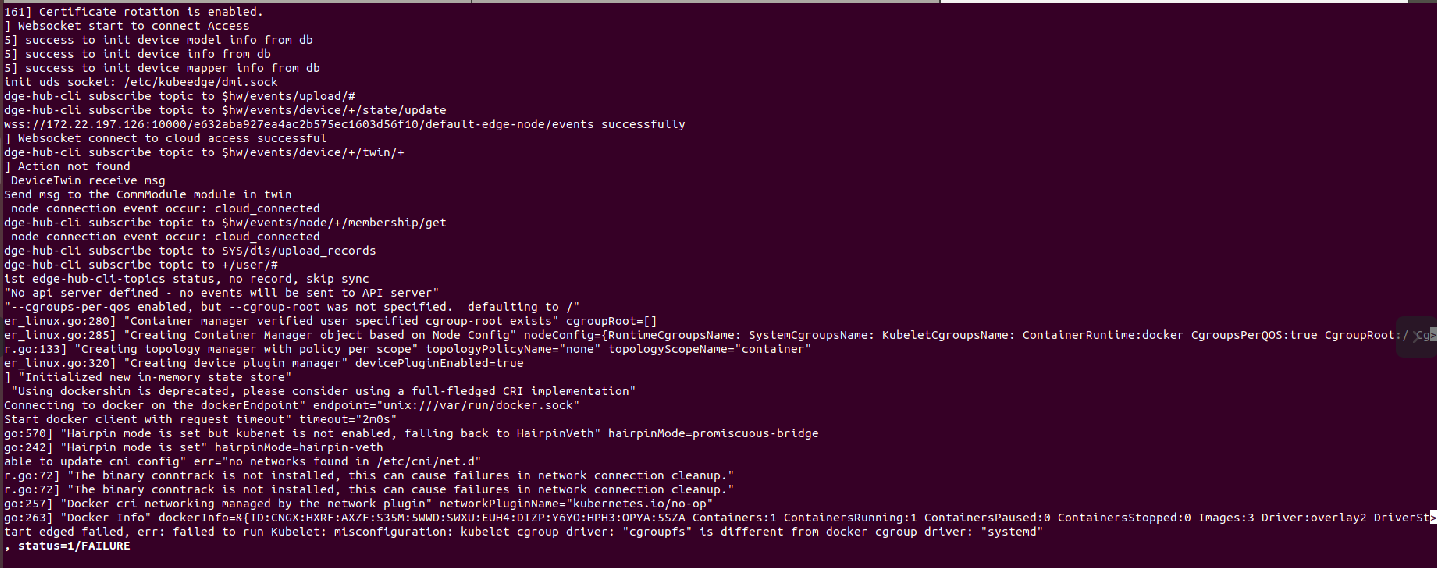 161] Certificate rotation is enabled.
] Websocket start to connect Access
5] success to init device model info from db
5] success to init device info from db
5] success to init device mapper info from db
init uds socket: /etc/kubeedge/dmi.sock
dge-hub-cli subscribe topic to $hw/events/upload/#
dge-hub-cli subscribe topic to $hw/events/device/+/state/update
wss://172.22.197.126:10000/e632aba927ea4ac2b575ec1603d56f10/default-edge-node/events successfully
] Websocket connect to cloud access successful
dge-hub-cli subscribe topic to $hw/events/device/+/twin/+
] Action not found
DeviceTwin receive msg
Send msg to the CommModule module in twin
node connection event occur: cloud_connected
dge-hub-cli subscribe topic to $hw/events/node/+/membership/get
node connection event occur: cloud_connected
dge-hub-cli subscribe topic to SYS/dis/upload_records
dge-hub-cli subscribe topic to +/user/#
ist edge-hub-cli-topics status, no record, skip sync
"No api server defined - no events will be sent to API server"
"--cgroups-per-qos enabled, but --cgroup-root was not specified.  defaulting to /"
er_linux.go:280] "Container manager verified user specified cgroup-root exists" cgroupRoot=[]
er_linux.go:285] "Creating Container Manager object based on Node Config" nodeConfig={RuntimeCgroupsName: SystemCgroupsName: KubeletCgroupsName: ContainerRuntime:docker CgroupsPerQOS:true CgroupRoot:/ Cg>
r.go:133] "Creating topology manager with policy per scope" topologyPolicyName="none" topologyScopeName="container"
er_linux.go:320] "Creating device plugin manager" devicePluginEnabled=true
] "Initialized new in-memory state store"
"Using dockershim is deprecated, please consider using a full-fledged CRI implementation"
Connecting to docker on the dockerEndpoint" endpoint="unix:///var/run/docker.sock"
Start docker client with request timeout" timeout="2m0s"
go:570] "Hairpin mode is set but kubenet is not enabled, falling back to HairpinVeth" hairpinMode=promiscuous-bridge
go:242] "Hairpin mode is set" hairpinMode=hairpin-veth
able to update cni config" err="no networks found in /etc/cni/net.d"
r.go:72] "The binary conntrack is not installed, this can cause failures in network connection cleanup."
r.go:72] "The binary conntrack is not installed, this can cause failures in network connection cleanup."
go:257] "Docker cri networking managed by the network plugin" networkPluginName="kubernetes.io/no-op"
go:263] "Docker Info" dockerInfo=&{ID:CNGX:HXRF:AXZF:S35M:5WWD:SWXU:EUH4:DIZP:Y6YO:HPH3:OPYA:5SZA Containers:1 ContainersRunning:1 ContainersPaused:0 ContainersStopped:0 Images:3 Driver:overlay2 DriverSt>
tart edged failed, err: failed to run Kubelet: misconfiguration: kubelet cgroup driver: "cgroupfs" is different from docker cgroup driver: "systemd"
, status=1/FAILURE